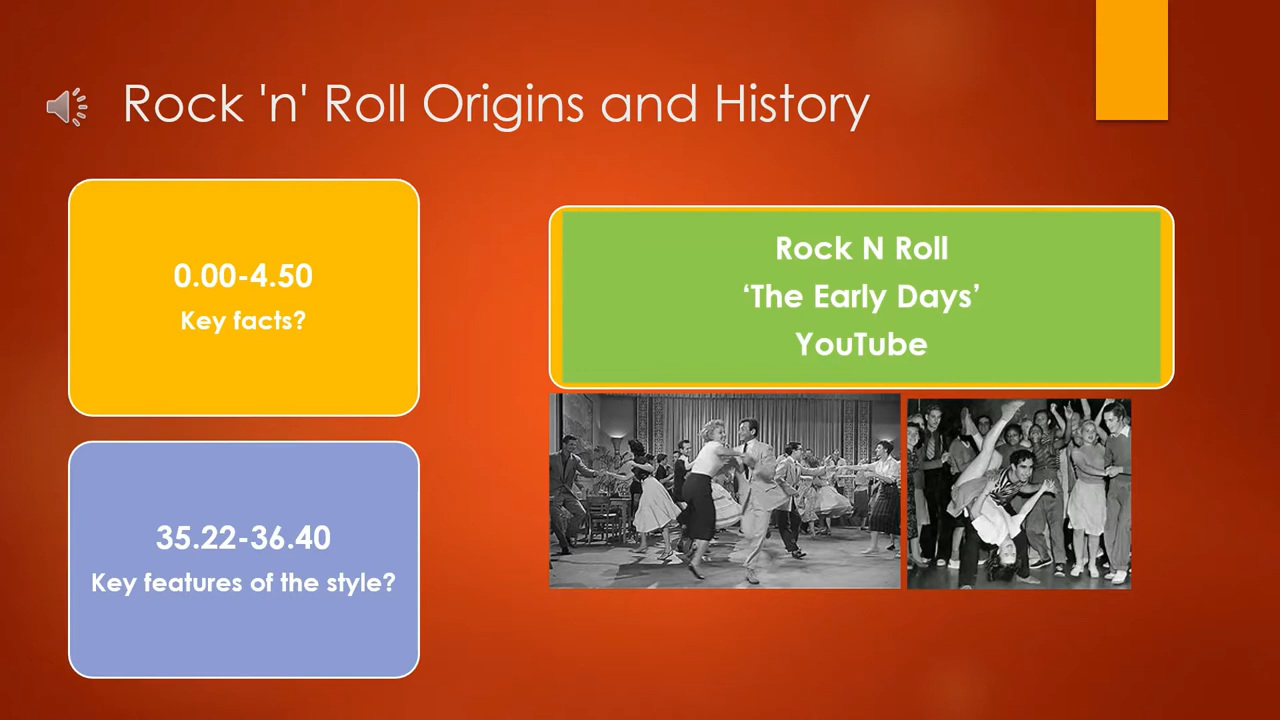 Rock 'n' Roll Origins and History
0.00-4.50
Key facts?
35.22-36.40
Key features of the style?
Rock N Roll
‘The Early Days’
YouTube